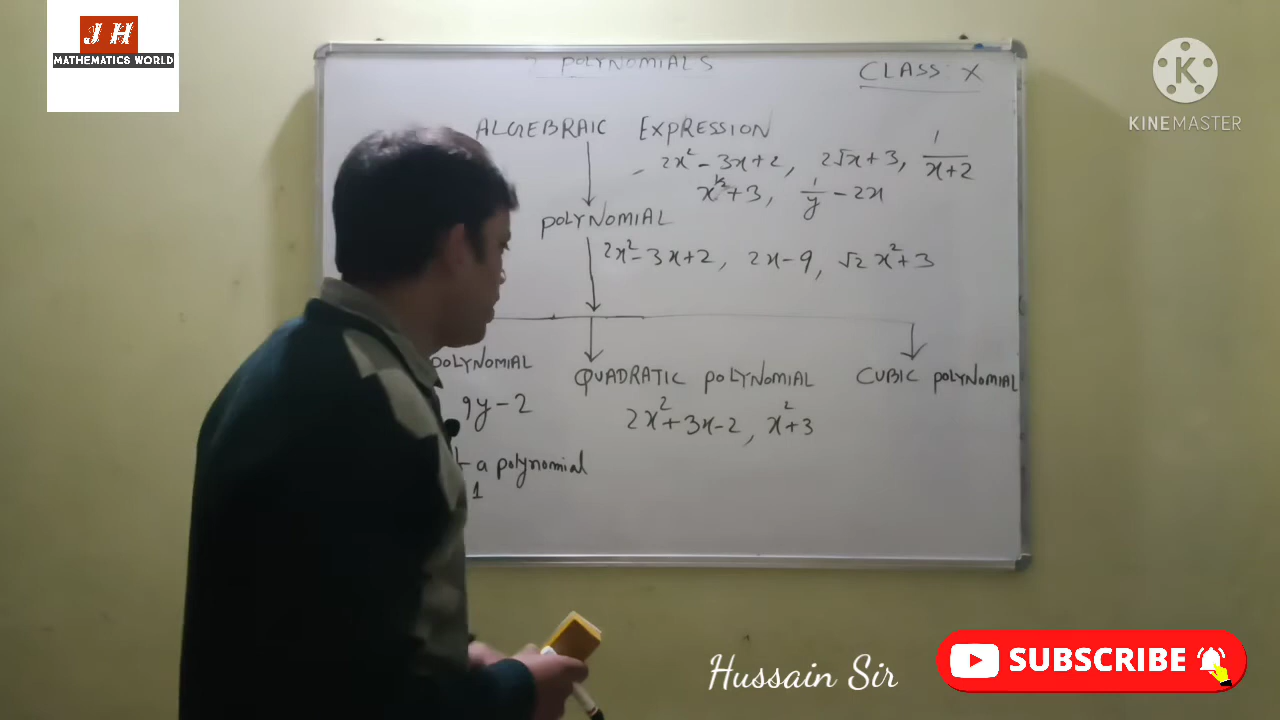 J H
MATHEMATICS WORLD
KINEMASTER
2 POLYNOMIALS
CLASS X
ALGEBRAIC EXPRESSION
2x² - 3x + 2, 2√x + 3, 1/(x+2)
x^½ + 3, 1/y - 2x
POLYNOMIAL
2x² - 3x + 2, 2x - 9, √2 x² + 3
POLYNOMIAL
QUADRATIC POLYNOMIAL
CUBIC POLYNOMIAL
9y - 2
2x² + 3x - 2, x² + 3
a polynomial
1
Hussain Sir
SUBSCRIBE